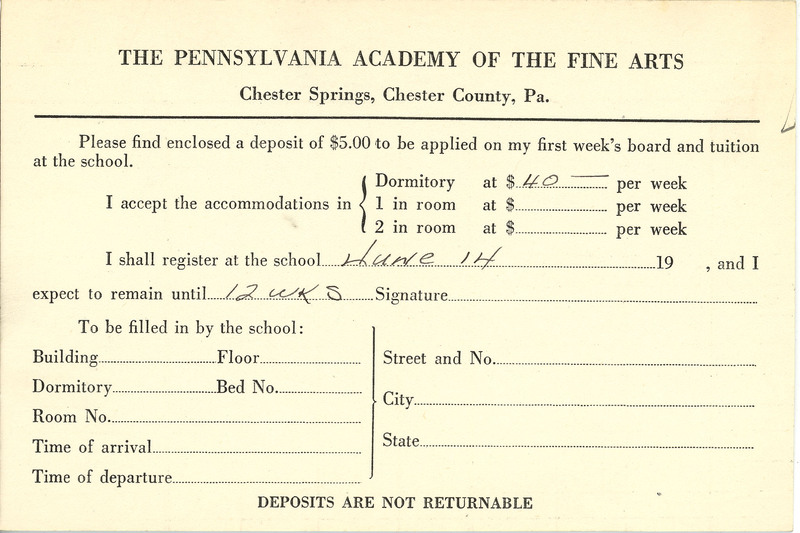 THE PENNSYLVANIA ACADEMY OF THE FINE ARTS
Chester Springs, Chester County, Pa.
Please find enclosed a deposit of $5.00 to be applied on my first week's board and tuition
at the school.
I accept the accommodations in { Dormitory at $ 40 — per week
1 in room at $ per week
2 in room at $ per week
I shall register at the school June 14 19 , and I
expect to remain until 12 WKS Signature
To be filled in by the school:
Building Floor
Dormitory Bed No.
Room No.
Time of arrival
Time of departure
Street and No.
City
State
DEPOSITS ARE NOT RETURNABLE